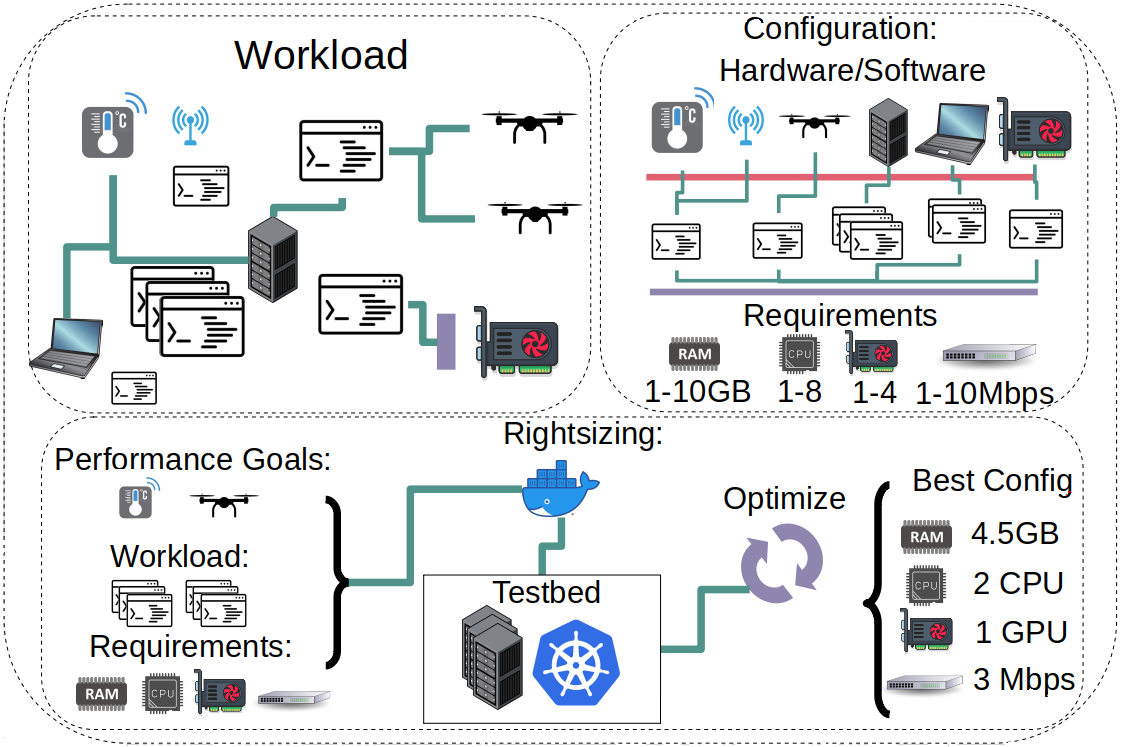 Workload
°C
Configuration:
Hardware/Software
°C
Requirements
RAM
CPU
1-10GB
1-8
1-4
1-10Mbps
Rightsizing:
Performance Goals:
°C
Workload:
Requirements:
RAM
CPU
Testbed
Optimize
Best Config
RAM
4.5GB
CPU
2 CPU
1 GPU
3 Mbps